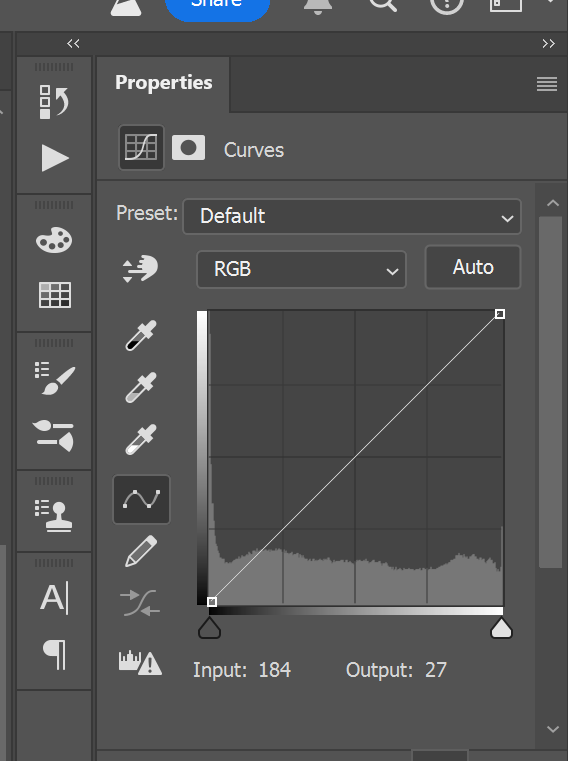 Share
Properties
Curves
Preset: Default
RGB
Auto
A
Input: 184 Output: 27